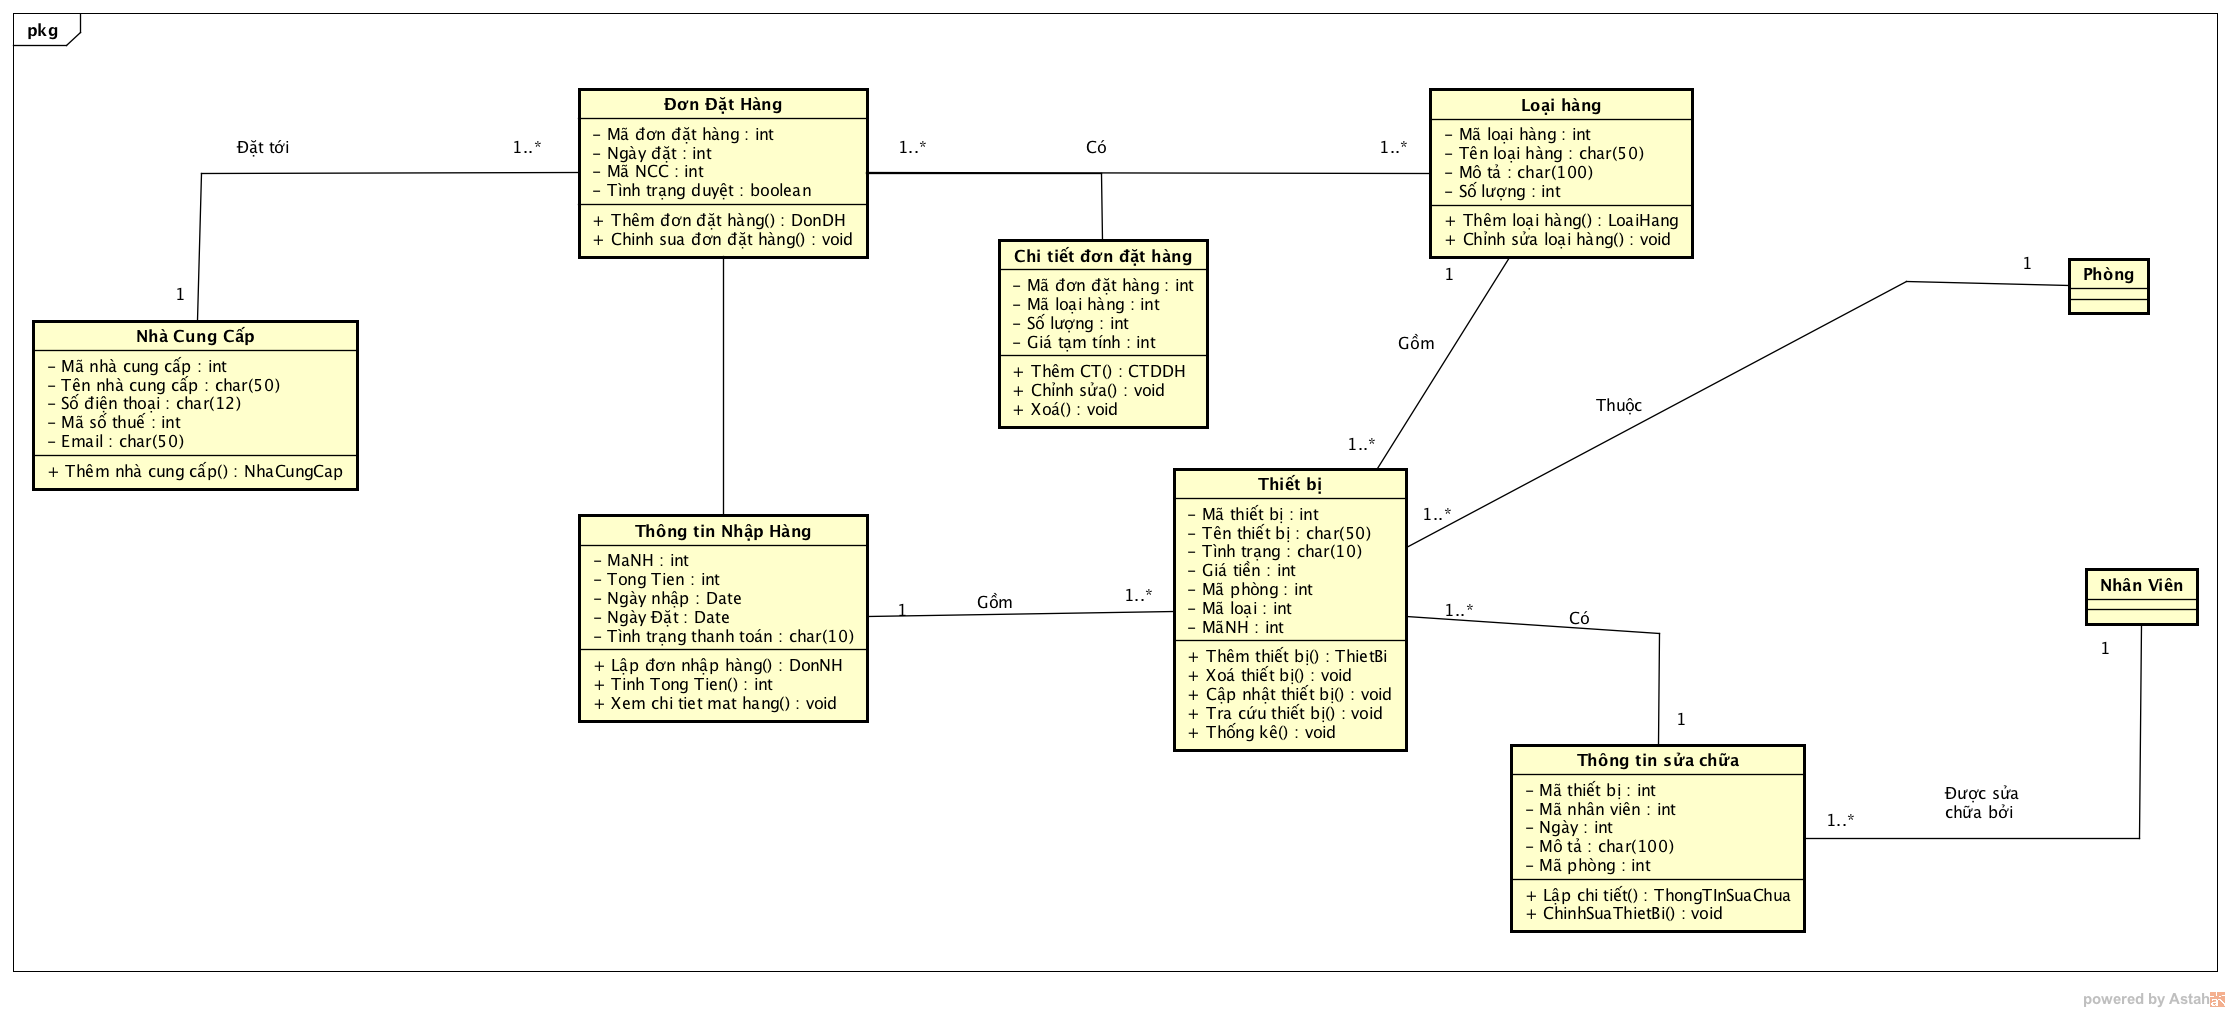 pkg
Đơn Đặt Hàng
– Mã đơn đặt hàng : int
– Ngày đặt : int
– Mã NCC : int
– Tình trạng duyệt : boolean
+ Thêm đơn đặt hàng() : DonDH
+ Chinh sua đơn đặt hàng() : void
Loại hàng
– Mã loại hàng : int
– Tên loại hàng : char(50)
– Mô tả : char(100)
– Số lượng : int
+ Thêm loại hàng() : LoaiHang
+ Chỉnh sửa loại hàng() : void
Đặt tới
1..*
1
1..*
Có
1..*
Chi tiết đơn đặt hàng
– Mã đơn đặt hàng : int
– Mã loại hàng : int
– Số lượng : int
– Giá tạm tính : int
+ Thêm CT() : CTDDH
+ Chỉnh sửa() : void
+ Xoá() : void
Nhà Cung Cấp
– Mã nhà cung cấp : int
– Tên nhà cung cấp : char(50)
– Số điện thoại : char(12)
– Mã số thuế : int
– Email : char(50)
+ Thêm nhà cung cấp() : NhaCungCap
1
Gồm
1..*
1
Phòng
Thuộc
1..*
Thiết bị
– Mã thiết bị : int
– Tên thiết bị : char(50)
– Tình trạng : char(10)
– Giá tiền : int
– Mã phòng : int
– Mã loại : int
– MãNH : int
+ Thêm thiết bị() : ThietBi
+ Xoá thiết bị() : void
+ Cập nhật thiết bị() : void
+ Tra cứu thiết bị() : void
+ Thống kê() : void
Thông tin Nhập Hàng
– MaNH : int
– Tong Tien : int
– Ngày nhập : Date
– Ngày Đặt : Date
– Tình trạng thanh toán : char(10)
+ Lập đơn nhập hàng() : DonNH
+ Tinh Tong Tien() : int
+ Xem chi tiet mat hang() : void
1
Gồm
1..*
1..*
Có
1
Nhân Viên
1
Thông tin sửa chữa
– Mã thiết bị : int
– Mã nhân viên : int
– Ngày : int
– Mô tả : char(100)
– Mã phòng : int
+ Lập chi tiết() : ThongTInSuaChua
+ ChinhSuaThietBi() : void
1..*
Được sửa
chữa bởi
powered by Astah